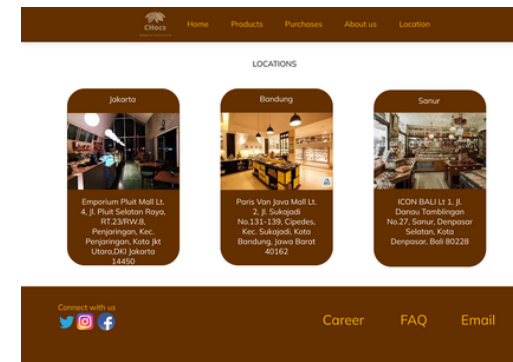 CHocs
Home
Products
Purchases
About us
Location
LOCATIONS
Jakarta
Emporium Pluit Mall Lt.
4, Jl. Pluit Selatan Raya,
RT.23/RW.8,
Penjaringan, Kec.
Penjaringan, Kota Jkt
Utara,DKI Jakarta
14450
Bandung
Paris Van Java Mall Lt.
2, Jl. Sukajadi
No.131-139, Cipedes,
Kec. Sukajadi, Kota
Bandung, Jawa Barat
40162
Sanur
ICON BALI Lt 1, Jl.
Danau Tamblingan
No.27, Sanur, Denpasar
Selatan, Kota
Denpasar, Bali 80228
Connect with us
Career
FAQ
Email